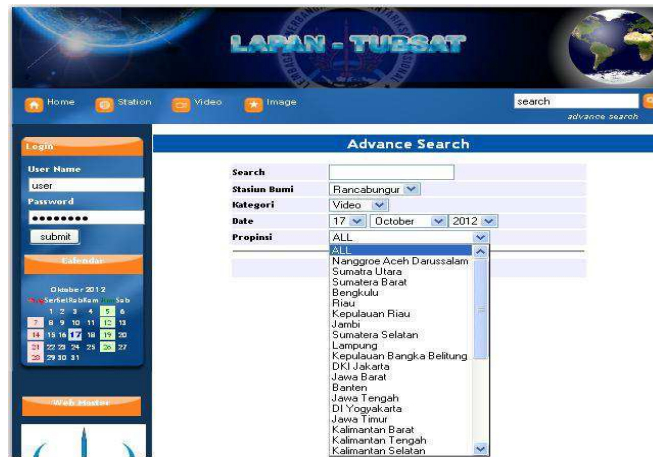 LAPAN - TUBSAT
Home Station Video Image
search
advance search
Login
User Name
user
Password
submit
Calendar
Oktober 2012
Sen Sel Rab Kam Sab
1 2 3 4 5 6
7 8 9 10 11 12 13
14 15 16 17 18 19 20
21 22 23 24 25 26 27
28 29 30 31
Web Master
Advance Search
Search
Stasiun Bumi Rancabungur
Kategori Video
Date 17 October 2012
Propinsi ALL
ALL
Nanggroe Aceh Darussalam
Sumatra Utara
Sumatera Barat
Bengkulu
Riau
Kepulauan Riau
Jambi
Sumatera Selatan
Lampung
Kepulauan Bangka Belitung
DKI Jakarta
Jawa Barat
Banten
Jawa Tengah
DI Yogyakarta
Jawa Timur
Kalimantan Barat
Kalimantan Tengah
Kalimantan Selatan